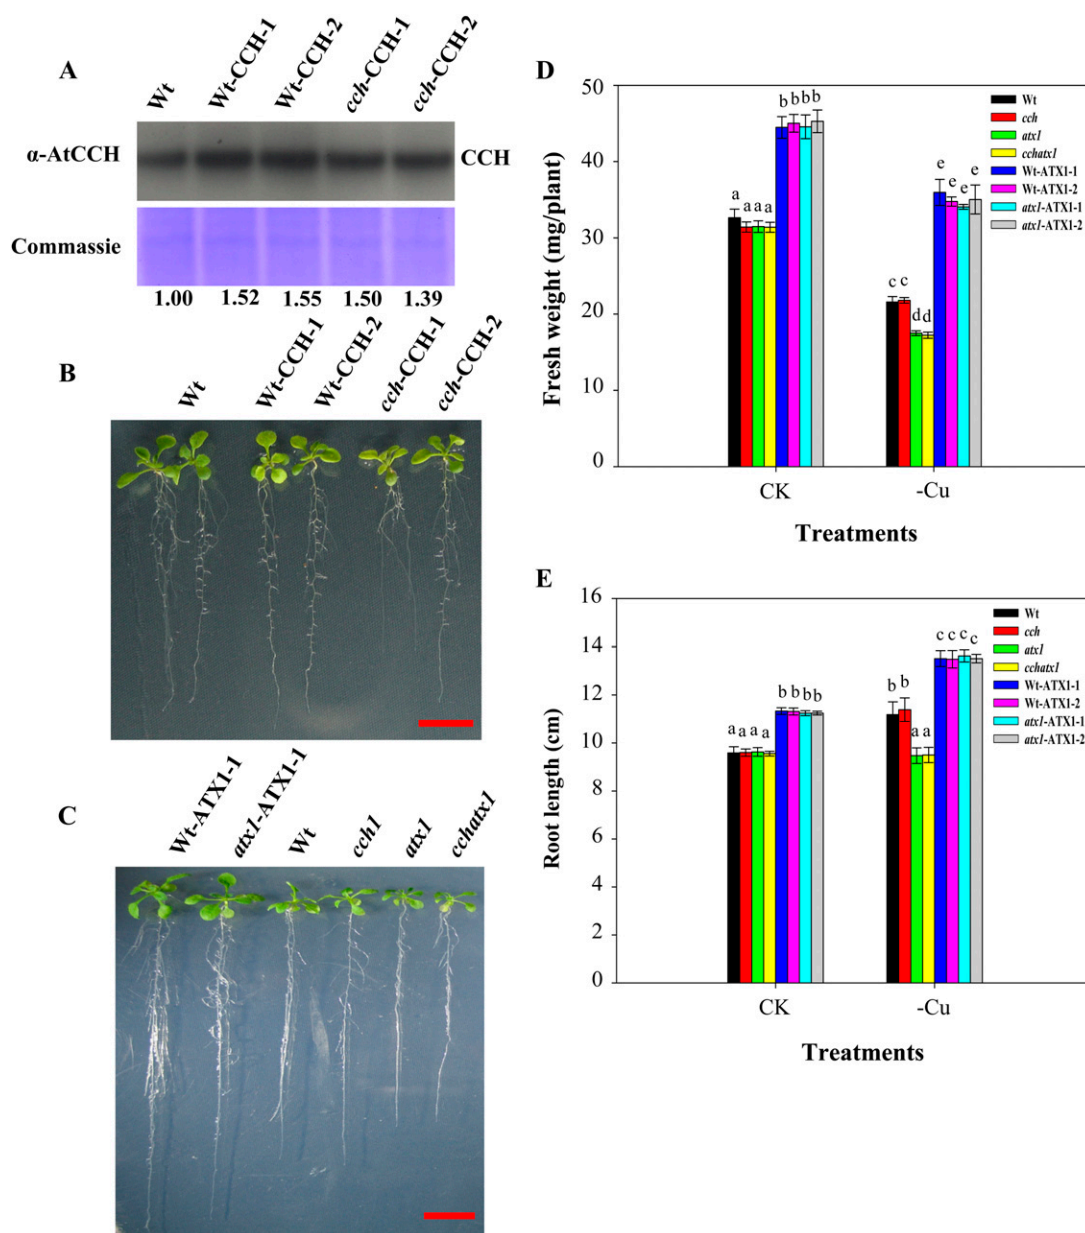 A
Wt
Wt-CCH-1
Wt-CCH-2
cch-CCH-1
cch-CCH-2
α-AtCCH
CCH
Commassie
1.00 1.52 1.55 1.50 1.39
B
Wt
Wt-CCH-1
Wt-CCH-2
cch-CCH-1
cch-CCH-2
C
Wt-ATX1-1
atx1-ATX1-1
Wt
cch1
atx1
cchatx1
D
Fresh weight (mg/plant)
50
40
30
20
10
0
a a a a b b b b
c c d d e e e e
Wt
cch
atx1
cchatx1
Wt-ATX1-1
Wt-ATX1-2
atx1-ATX1-1
atx1-ATX1-2
CK -Cu
Treatments
E
Root length (cm)
16
14
12
10
8
6
4
2
0
a a a a b b b b
b b a a c c c c
Wt
cch
atx1
cchatx1
Wt-ATX1-1
Wt-ATX1-2
atx1-ATX1-1
atx1-ATX1-2
CK -Cu
Treatments